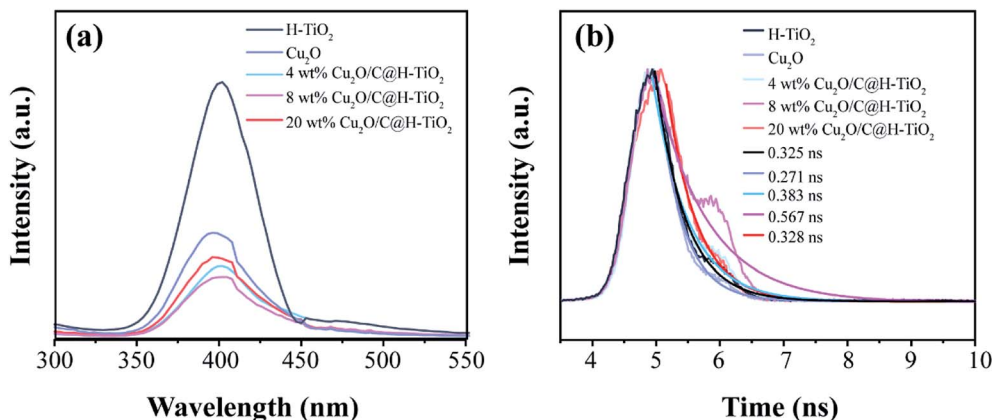 (a)
H-TiO₂
Cu₂O
4 wt% Cu₂O/C@H-TiO₂
8 wt% Cu₂O/C@H-TiO₂
20 wt% Cu₂O/C@H-TiO₂
Intensity (a.u.)
300 350 400 450 500 550
Wavelength (nm)
(b)
H-TiO₂
Cu₂O
4 wt% Cu₂O/C@H-TiO₂
8 wt% Cu₂O/C@H-TiO₂
20 wt% Cu₂O/C@H-TiO₂
0.325 ns
0.271 ns
0.383 ns
0.567 ns
0.328 ns
Intensity (a.u.)
4 5 6 7 8 9 10
Time (ns)